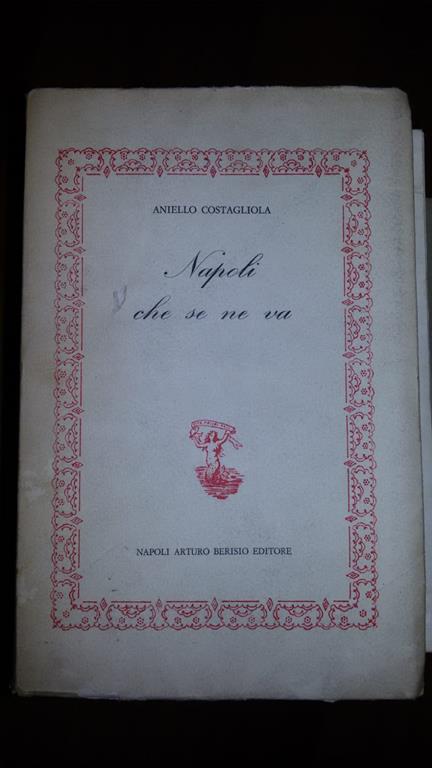 ANIELLO COSTAGLIOLA
Napoli
che se ne va
NAPOLI ARTURO BERISIO EDITORE